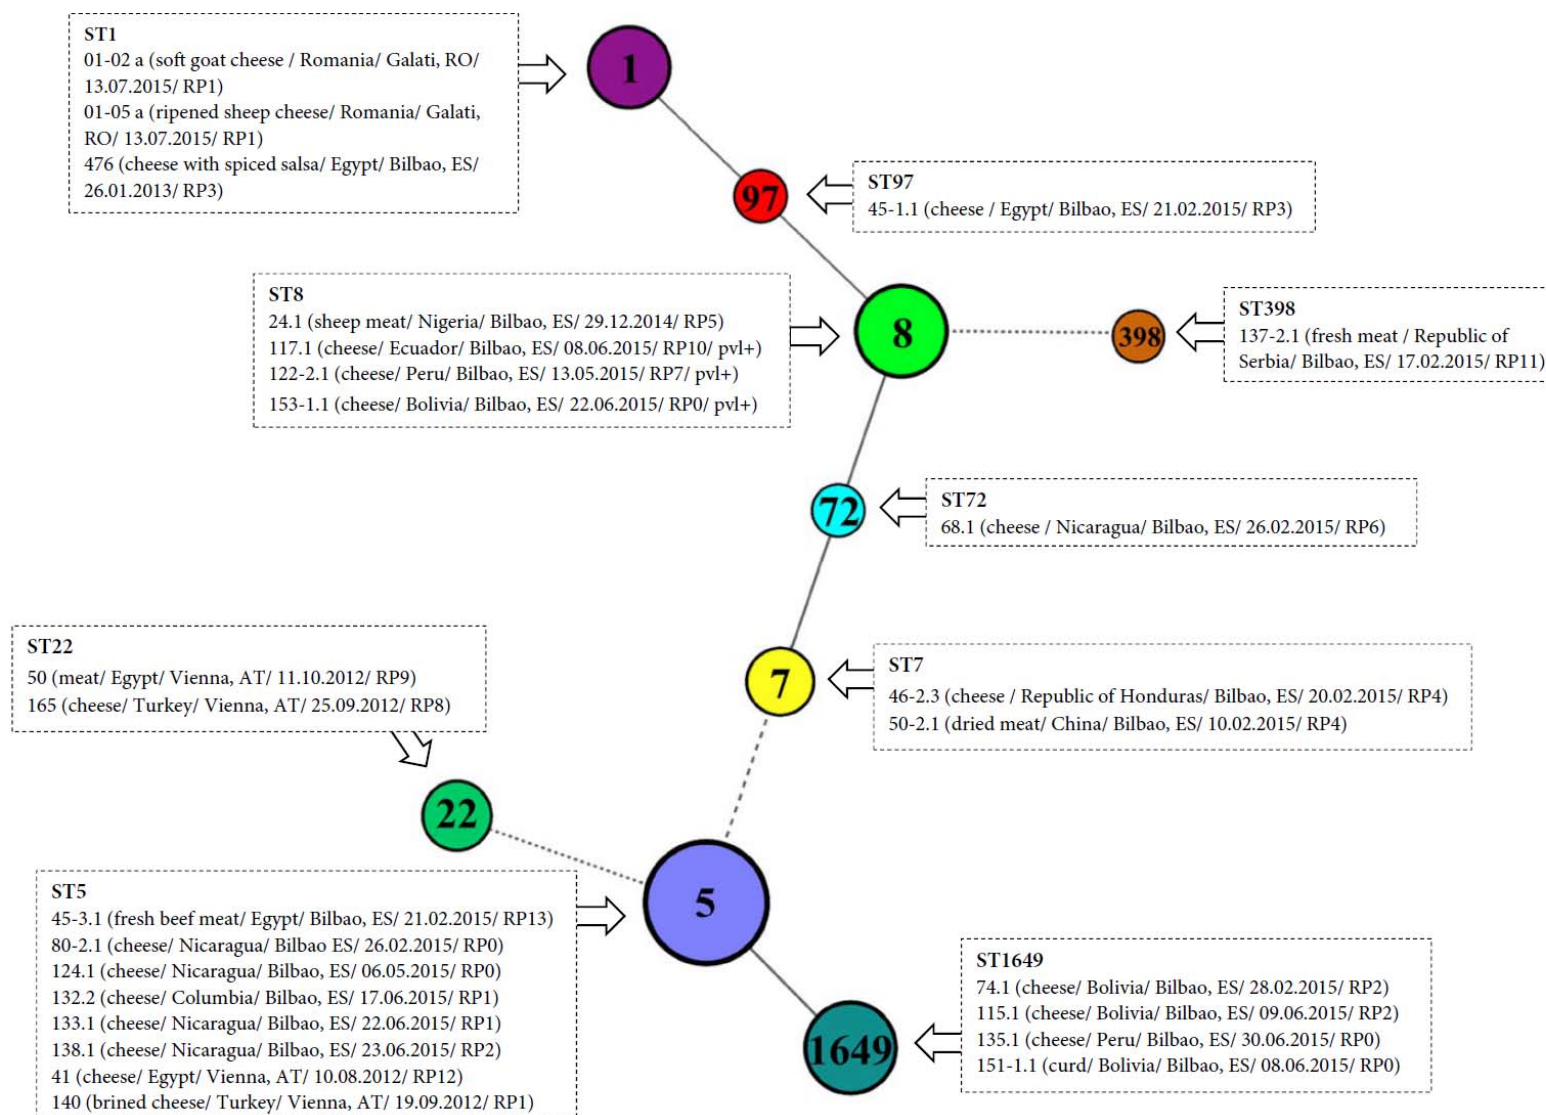 ST1
01-02 a (soft goat cheese / Romania/ Galati, RO/
13.07.2015/ RP1)
01-05 a (ripened sheep cheese/ Romania/ Galati,
RO/ 13.07.2015/ RP1)
476 (cheese with spiced salsa/ Egypt/ Bilbao, ES/
26.01.2013/ RP3)
1
97
ST97
45-1.1 (cheese / Egypt/ Bilbao, ES/ 21.02.2015/ RP3)
ST8
24.1 (sheep meat/ Nigeria/ Bilbao, ES/ 29.12.2014/ RP5)
117.1 (cheese/ Ecuador/ Bilbao, ES/ 08.06.2015/ RP10/ pvl+)
122-2.1 (cheese/ Peru/ Bilbao, ES/ 13.05.2015/ RP7/ pvl+)
153-1.1 (cheese/ Bolivia/ Bilbao, ES/ 22.06.2015/ RP0/ pvl+)
8
398
ST398
137-2.1 (fresh meat / Republic of
Serbia/ Bilbao, ES/ 17.02.2015/ RP11)
72
ST72
68.1 (cheese / Nicaragua/ Bilbao, ES/ 26.02.2015/ RP6)
ST22
50 (meat/ Egypt/ Vienna, AT/ 11.10.2012/ RP9)
165 (cheese/ Turkey/ Vienna, AT/ 25.09.2012/ RP8)
7
ST7
46-2.3 (cheese / Republic of Honduras/ Bilbao, ES/ 20.02.2015/ RP4)
50-2.1 (dried meat/ China/ Bilbao, ES/ 10.02.2015/ RP4)
22
ST5
45-3.1 (fresh beef meat/ Egypt/ Bilbao, ES/ 21.02.2015/ RP13)
80-2.1 (cheese/ Nicaragua/ Bilbao ES/ 26.02.2015/ RP0)
124.1 (cheese/ Nicaragua/ Bilbao, ES/ 06.05.2015/ RP0)
132.2 (cheese/ Columbia/ Bilbao, ES/ 17.06.2015/ RP1)
133.1 (cheese/ Nicaragua/ Bilbao, ES/ 22.06.2015/ RP1)
138.1 (cheese/ Nicaragua/ Bilbao, ES/ 23.06.2015/ RP2)
41 (cheese/ Egypt/ Vienna, AT/ 10.08.2012/ RP12)
140 (brined cheese/ Turkey/ Vienna, AT/ 19.09.2012/ RP1)
5
1649
ST1649
74.1 (cheese/ Bolivia/ Bilbao, ES/ 28.02.2015/ RP2)
115.1 (cheese/ Bolivia/ Bilbao, ES/ 09.06.2015/ RP2)
135.1 (cheese/ Peru/ Bilbao, ES/ 30.06.2015/ RP0)
151-1.1 (curd/ Bolivia/ Bilbao, ES/ 08.06.2015/ RP0)